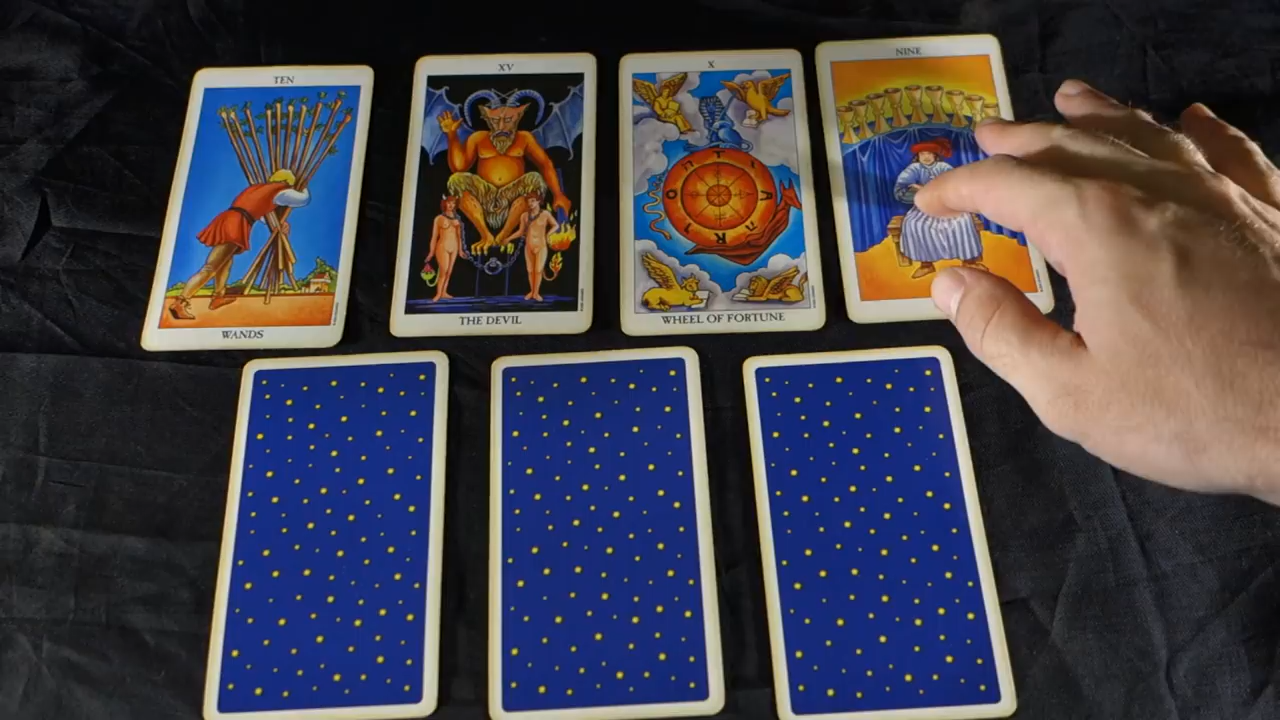 TEN
WANDS
XV
THE DEVIL
X
WHEEL OF FORTUNE
NINE